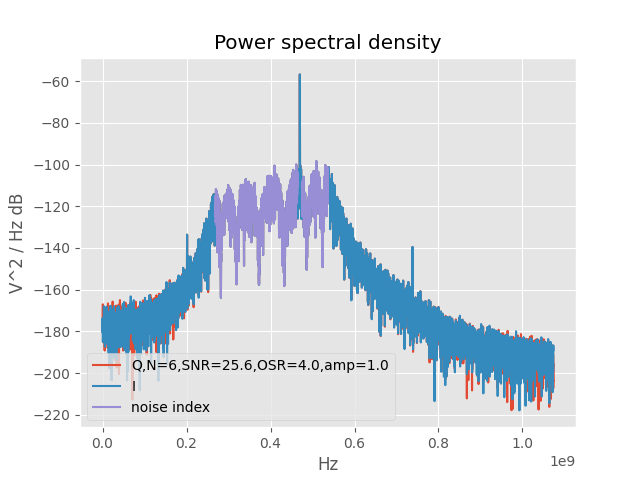 Power spectral density
V^2 / Hz dB
−60
−80
−100
−120
−140
−160
−180
−200
−220
Q,N=6,SNR=25.6,OSR=4.0,amp=1.0
I
noise index
0.0 0.2 0.4 0.6 0.8 1.0
1e9
Hz